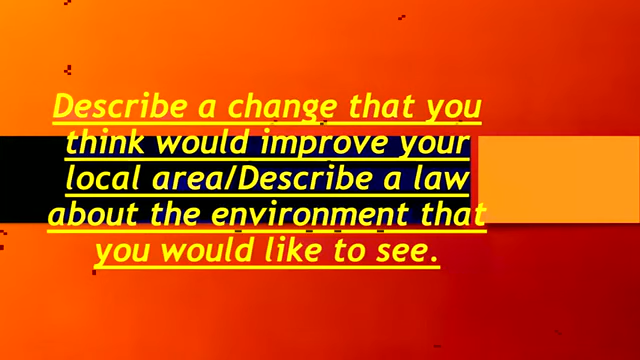 Describe a change that you
think would improve your
local area/Describe a law
about the environment that
you would like to see.